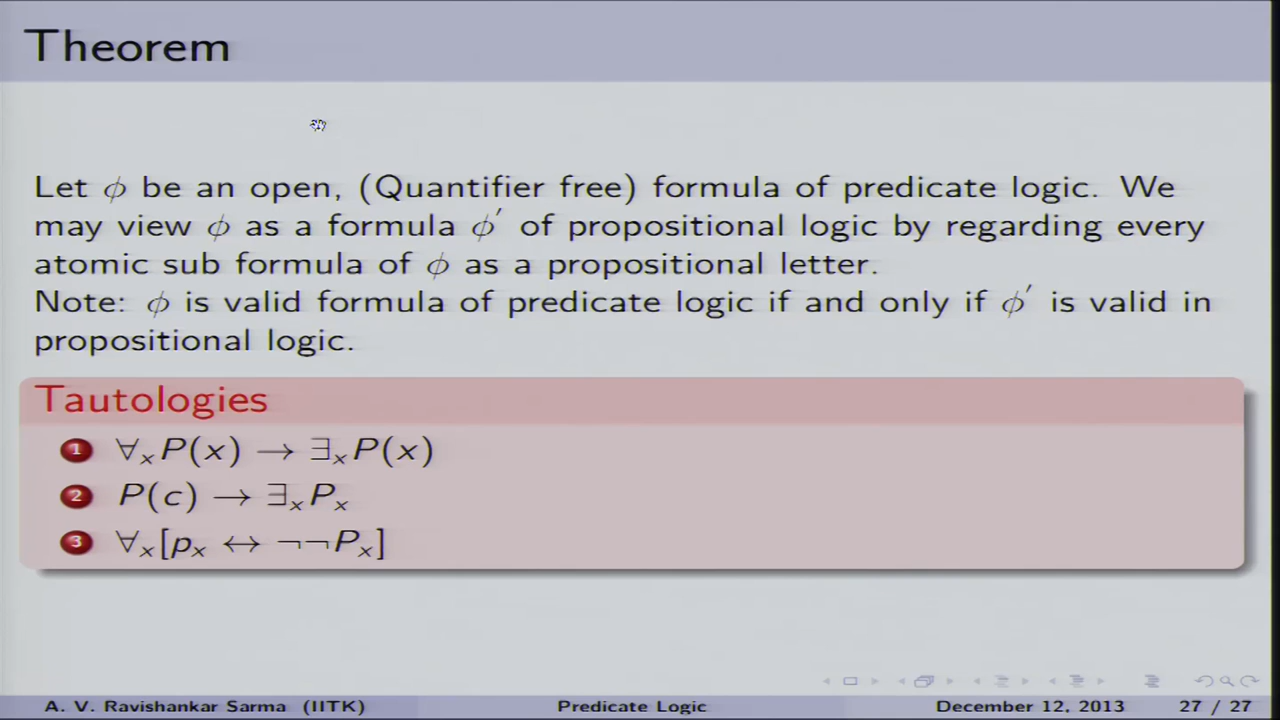 Theorem
Let ϕ be an open, (Quantifier free) formula of predicate logic. We
may view ϕ as a formula ϕ′ of propositional logic by regarding every
atomic sub formula of ϕ as a propositional letter.
Note: ϕ is valid formula of predicate logic if and only if ϕ′ is valid in
propositional logic.
Tautologies
1 ∀ₓP(x) → ∃ₓP(x)
2 P(c) → ∃ₓPₓ
3 ∀ₓ[pₓ ↔ ¬¬Pₓ]
A. V. Ravishankar Sarma (IITK) Predicate Logic December 12, 2013 27 / 27